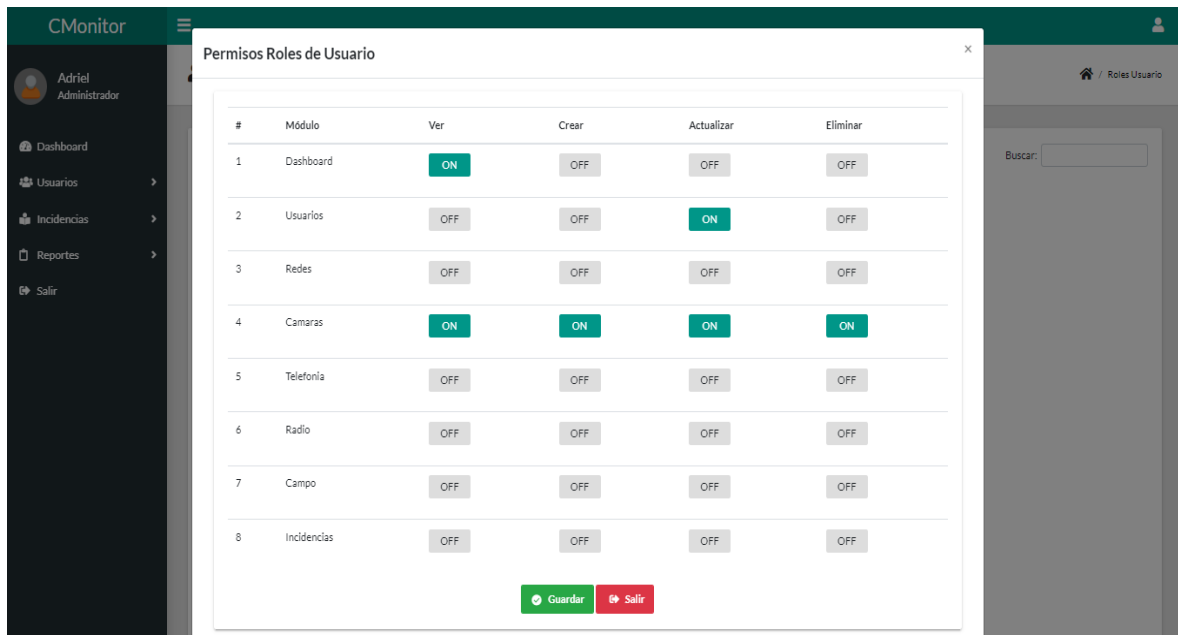 CMonitor
Permisos Roles de Usuario
×
Adriel
Administrador
/ Roles Usuario
Dashboard
Usuarios
Incidencias
Reportes
Salir
Buscar:
# Módulo Ver Crear Actualizar Eliminar
1 Dashboard ON OFF OFF OFF
2 Usuarios OFF OFF ON OFF
3 Redes OFF OFF OFF OFF
4 Camaras ON ON ON ON
5 Telefonía OFF OFF OFF OFF
6 Radio OFF OFF OFF OFF
7 Campo OFF OFF OFF OFF
8 Incidencias OFF OFF OFF OFF
Guardar Salir